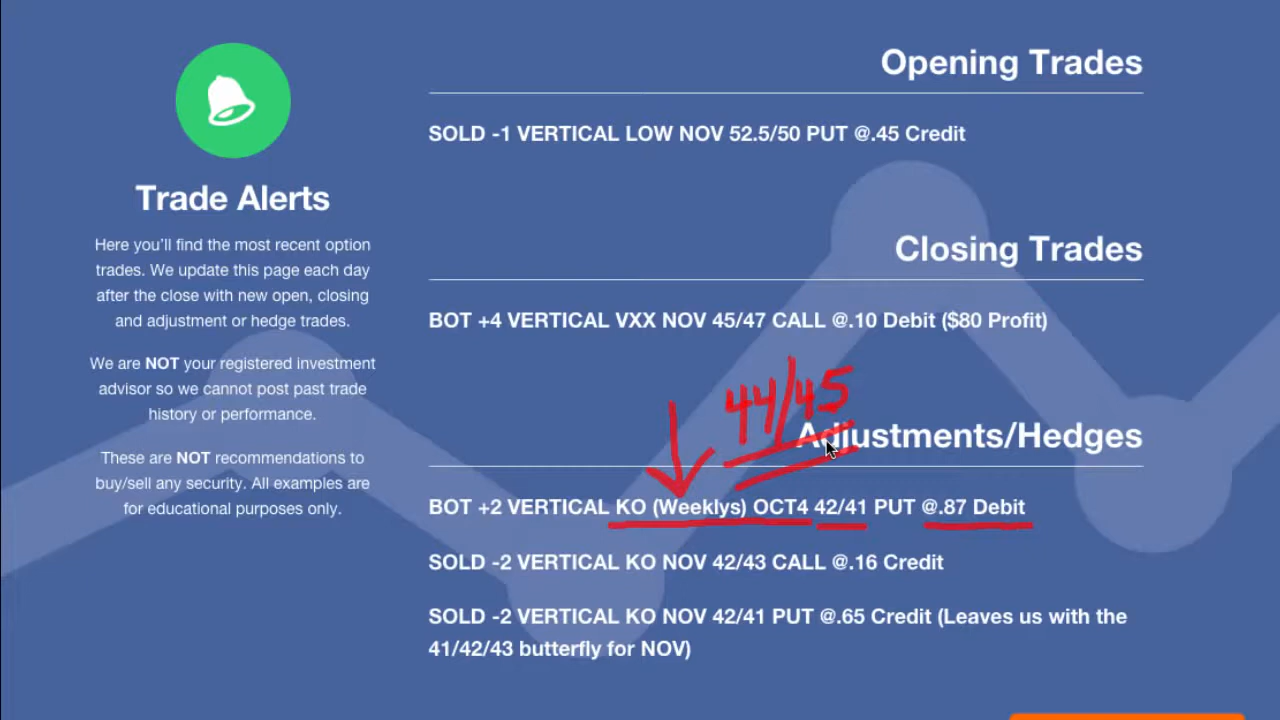 Trade Alerts
Here you'll find the most recent option
trades. We update this page each day
after the close with new open, closing
and adjustment or hedge trades.
We are NOT your registered investment
advisor so we cannot post past trade
history or performance.
These are NOT recommendations to
buy/sell any security. All examples are
for educational purposes only.
Opening Trades
SOLD -1 VERTICAL LOW NOV 52.5/50 PUT @.45 Credit
Closing Trades
BOT +4 VERTICAL VXX NOV 45/47 CALL @.10 Debit ($80 Profit)
44/45
Adjustments/Hedges
BOT +2 VERTICAL KO (Weeklys) OCT4 42/41 PUT @.87 Debit
SOLD -2 VERTICAL KO NOV 42/43 CALL @.16 Credit
SOLD -2 VERTICAL KO NOV 42/41 PUT @.65 Credit (Leaves us with the
41/42/43 butterfly for NOV)